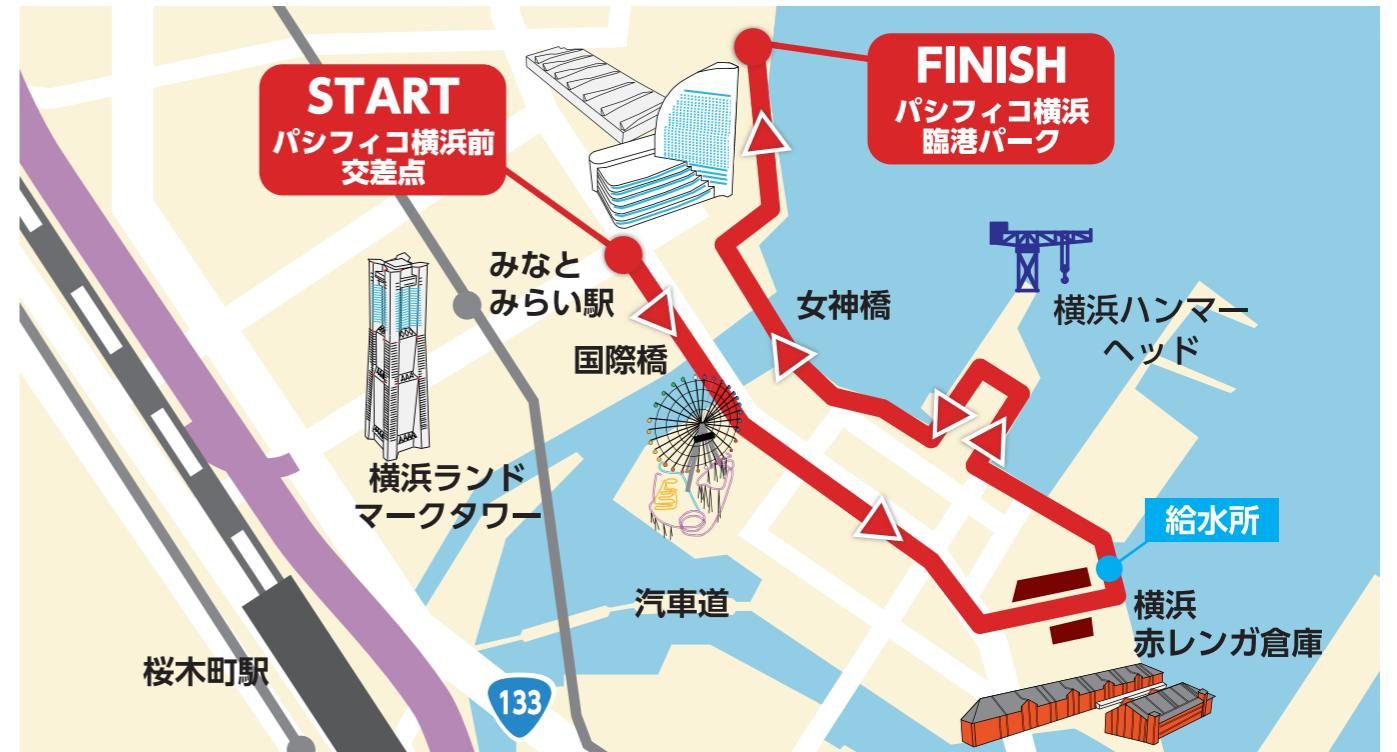 START
パシフィコ横浜前
交差点
FINISH
パシフィコ横浜
臨港パーク
みなと
みらい駅
国際橋
女神橋
横浜ハンマー
ヘッド
横浜ランド
マークタワー
給水所
汽車道
横浜
赤レンガ倉庫
桜木町駅
133